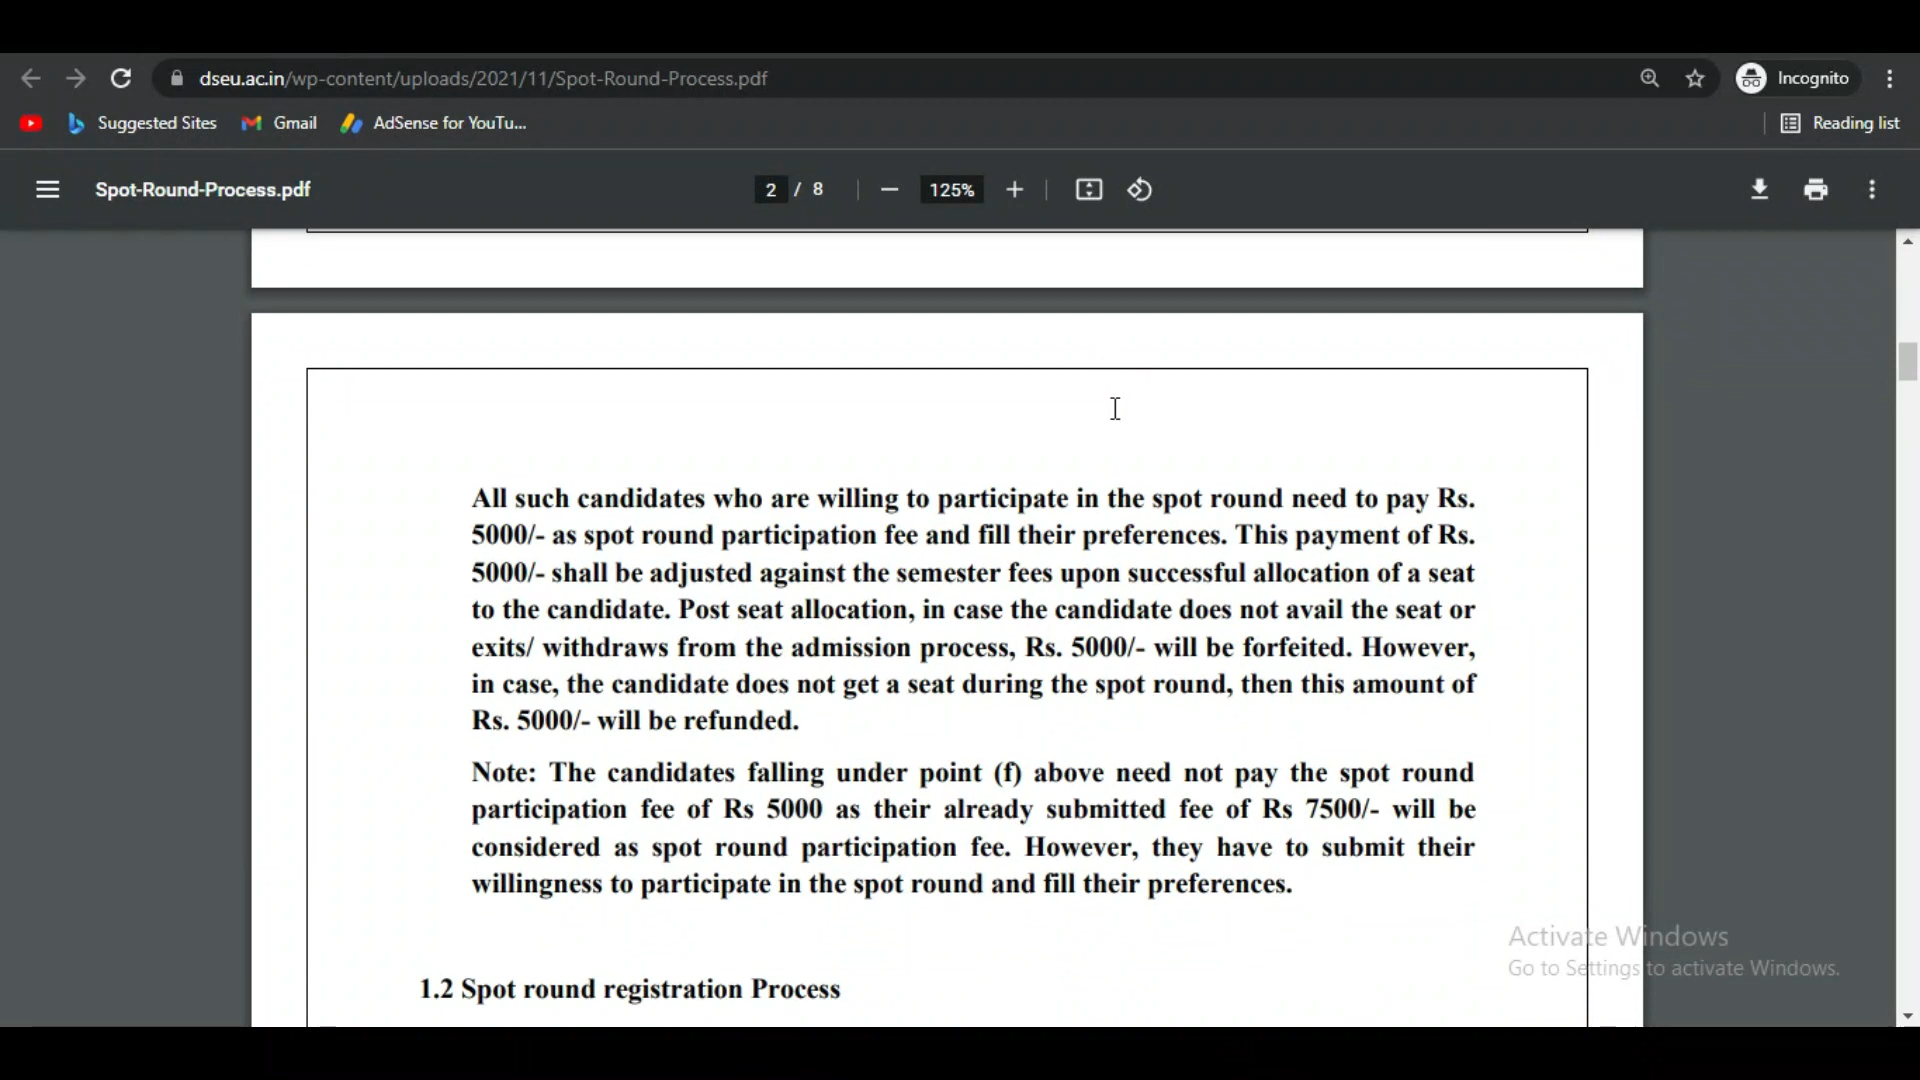 dseu.ac.in/wp-content/uploads/2021/11/Spot-Round-Process.pdf
Incognito
Suggested Sites
Gmail
AdSense for YouTu...
Reading list
Spot-Round-Process.pdf
2 / 8
125%
All such candidates who are willing to participate in the spot round need to pay Rs.
5000/- as spot round participation fee and fill their preferences. This payment of Rs.
5000/- shall be adjusted against the semester fees upon successful allocation of a seat
to the candidate. Post seat allocation, in case the candidate does not avail the seat or
exits/ withdraws from the admission process, Rs. 5000/- will be forfeited. However,
in case, the candidate does not get a seat during the spot round, then this amount of
Rs. 5000/- will be refunded.
Note: The candidates falling under point (f) above need not pay the spot round
participation fee of Rs 5000 as their already submitted fee of Rs 7500/- will be
considered as spot round participation fee. However, they have to submit their
willingness to participate in the spot round and fill their preferences.
Activate Windows
Go to Settings to activate Windows.
1.2 Spot round registration Process